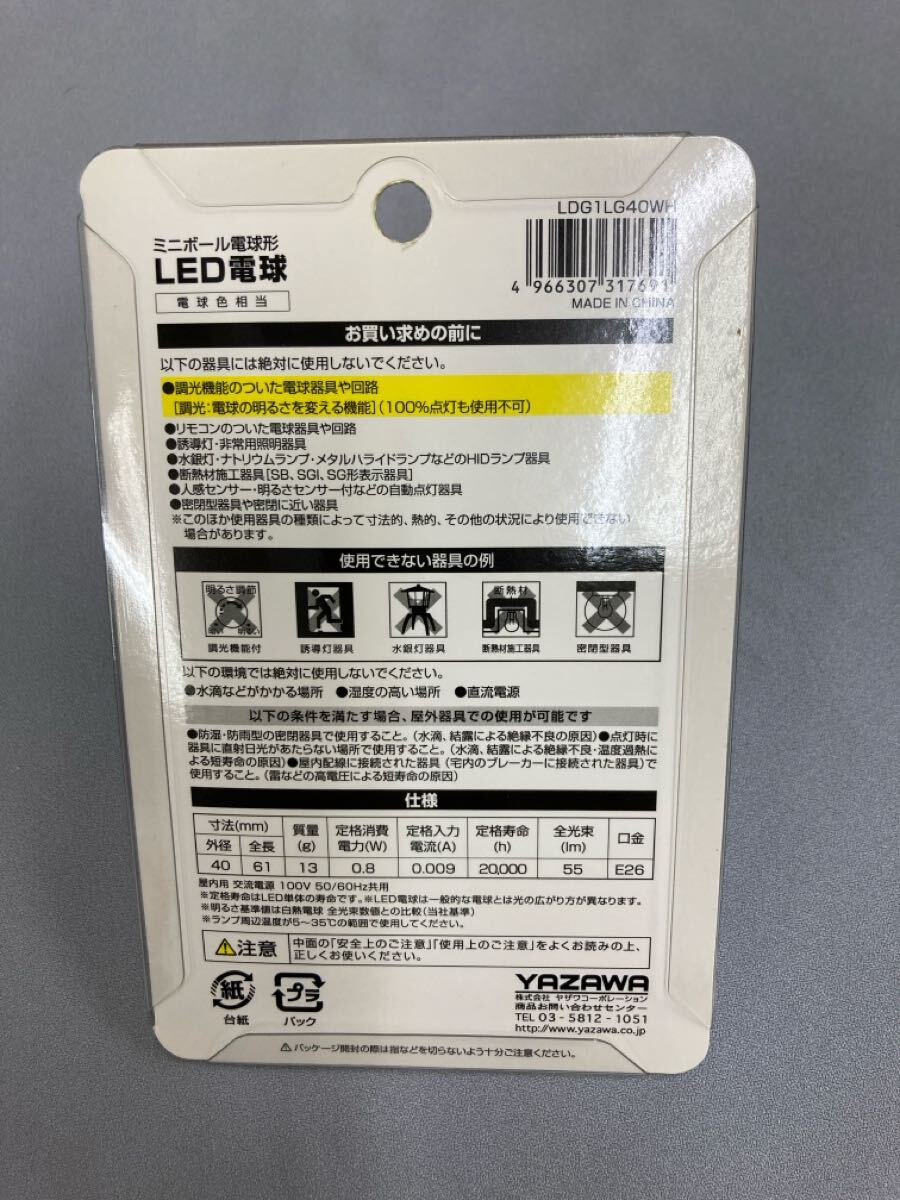 LDG1LG40WH
4 966307 317691
MADE IN CHINA
ミニボール電球形
LED電球
電球色相当
お買い求めの前に
以下の器具には絶対に使用しないでください。
●調光機能のついた電球器具や回路
[調光:電球の明るさを変える機能](100%点灯も使用不可)
●リモコンのついた電球器具や回路
●誘導灯・非常用照明器具
●水銀灯・ナトリウムランプ・メタルハライドランプなどのHIDランプ器具
●断熱材施工器具[SB、SGI、SG形表示器具]
●人感センサー・明るさセンサー付などの自動点灯器具
●密閉型器具や密閉に近い器具
※このほか使用器具の種類によって寸法的、熱的、その他の状況により使用できない
場合があります。
使用できない器具の例
明るさ調節
暗い 明るい
断熱材
調光機能付 誘導灯器具 水銀灯器具 断熱材施工器具 密閉型器具
以下の環境では絶対に使用しないでください。
●水滴などがかかる場所 ●湿度の高い場所 ●直流電源
以下の条件を満たす場合、屋外器具での使用が可能です
●防湿・防雨型の密閉器具で使用すること。(水滴、結露による絶縁不良の原因)●点灯時に
器具に直射日光があたらない場所で使用すること。(水滴、結露による絶縁不良・温度過熱に
よる短寿命の原因)●屋内配線に接続された器具(宅内のブレーカーに接続された器具)で
使用すること。(雷などの高電圧による短寿命の原因)
仕様
寸法(mm) 質量(g) 定格消費電力(W) 定格入力電流(A) 定格寿命(h) 全光束(lm) 口金
外径 全長
40 61 13 0.8 0.009 20,000 55 E26
屋内用 交流電源 100V 50/60Hz共用
※定格寿命はLED単体の寿命です。※LED電球は一般的な電球とは光の広がり方が異なります。
※明るさ基準値は白熱電球 全光束数値との比較(当社基準)
※ランプ周辺温度が5~35℃の範囲で使用してください。
⚠注意
中面の「安全上のご注意」「使用上のご注意」をよくお読みの上、
正しくお使いください。
紙
台紙
プラ
パック
YAZAWA
株式会社 ヤザワコーポレーション
商品お問い合わせセンター
TEL 03-5812-1051
http://www.yazawa.co.jp
⚠パッケージ開封の際は指などを切らないよう十分ご注意ください。